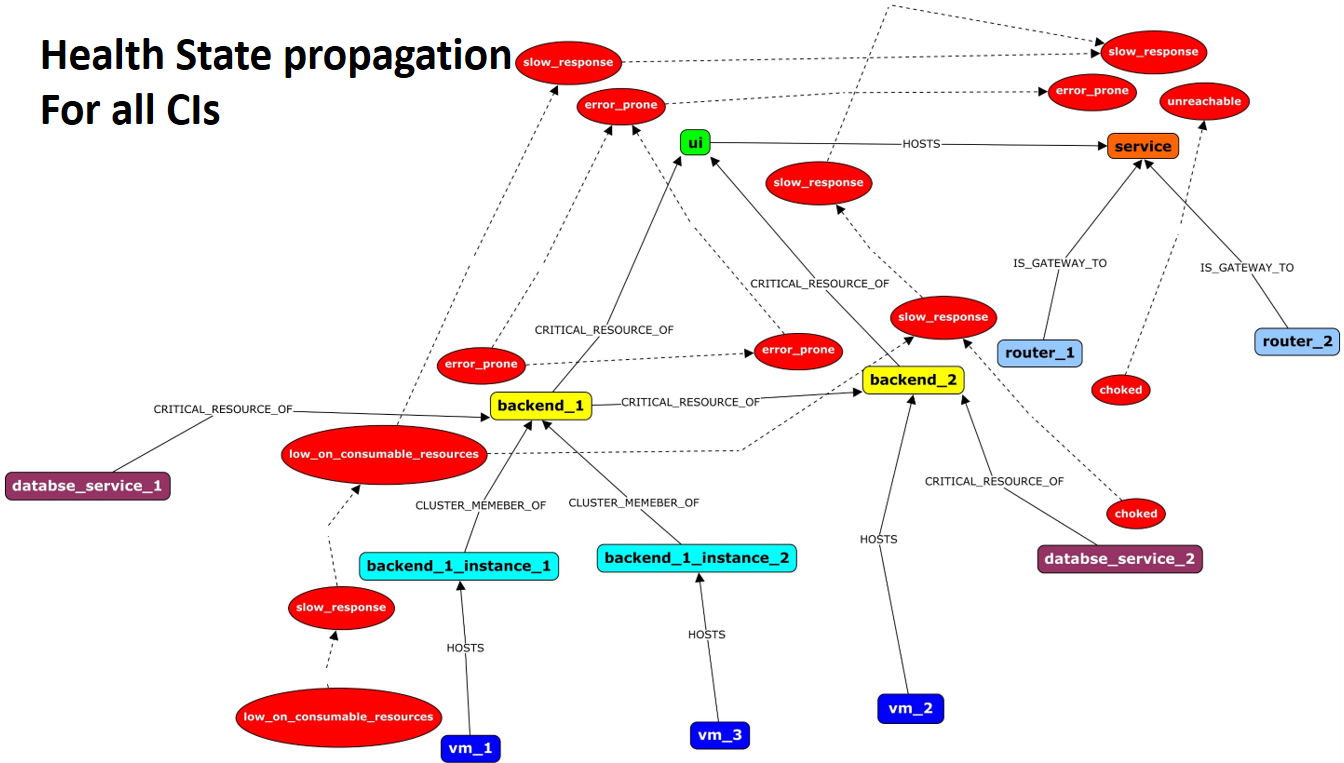 Health State propagation
For all CIs
slow_response
slow_response
error_prone
error_prone
unreachable
ui
HOSTS
service
slow_response
IS_GATEWAY_TO
IS_GATEWAY_TO
CRITICAL_RESOURCE_OF
slow_response
CRITICAL_RESOURCE_OF
router_1
router_2
error_prone
error_prone
backend_2
choked
CRITICAL_RESOURCE_OF
backend_1
CRITICAL_RESOURCE_OF
low_on_consumable_resources
databse_service_1
CLUSTER_MEMEBER_OF
CLUSTER_MEMEBER_OF
CRITICAL_RESOURCE_OF
choked
HOSTS
backend_1_instance_1
backend_1_instance_2
databse_service_2
slow_response
HOSTS
HOSTS
low_on_consumable_resources
vm_1
vm_3
vm_2